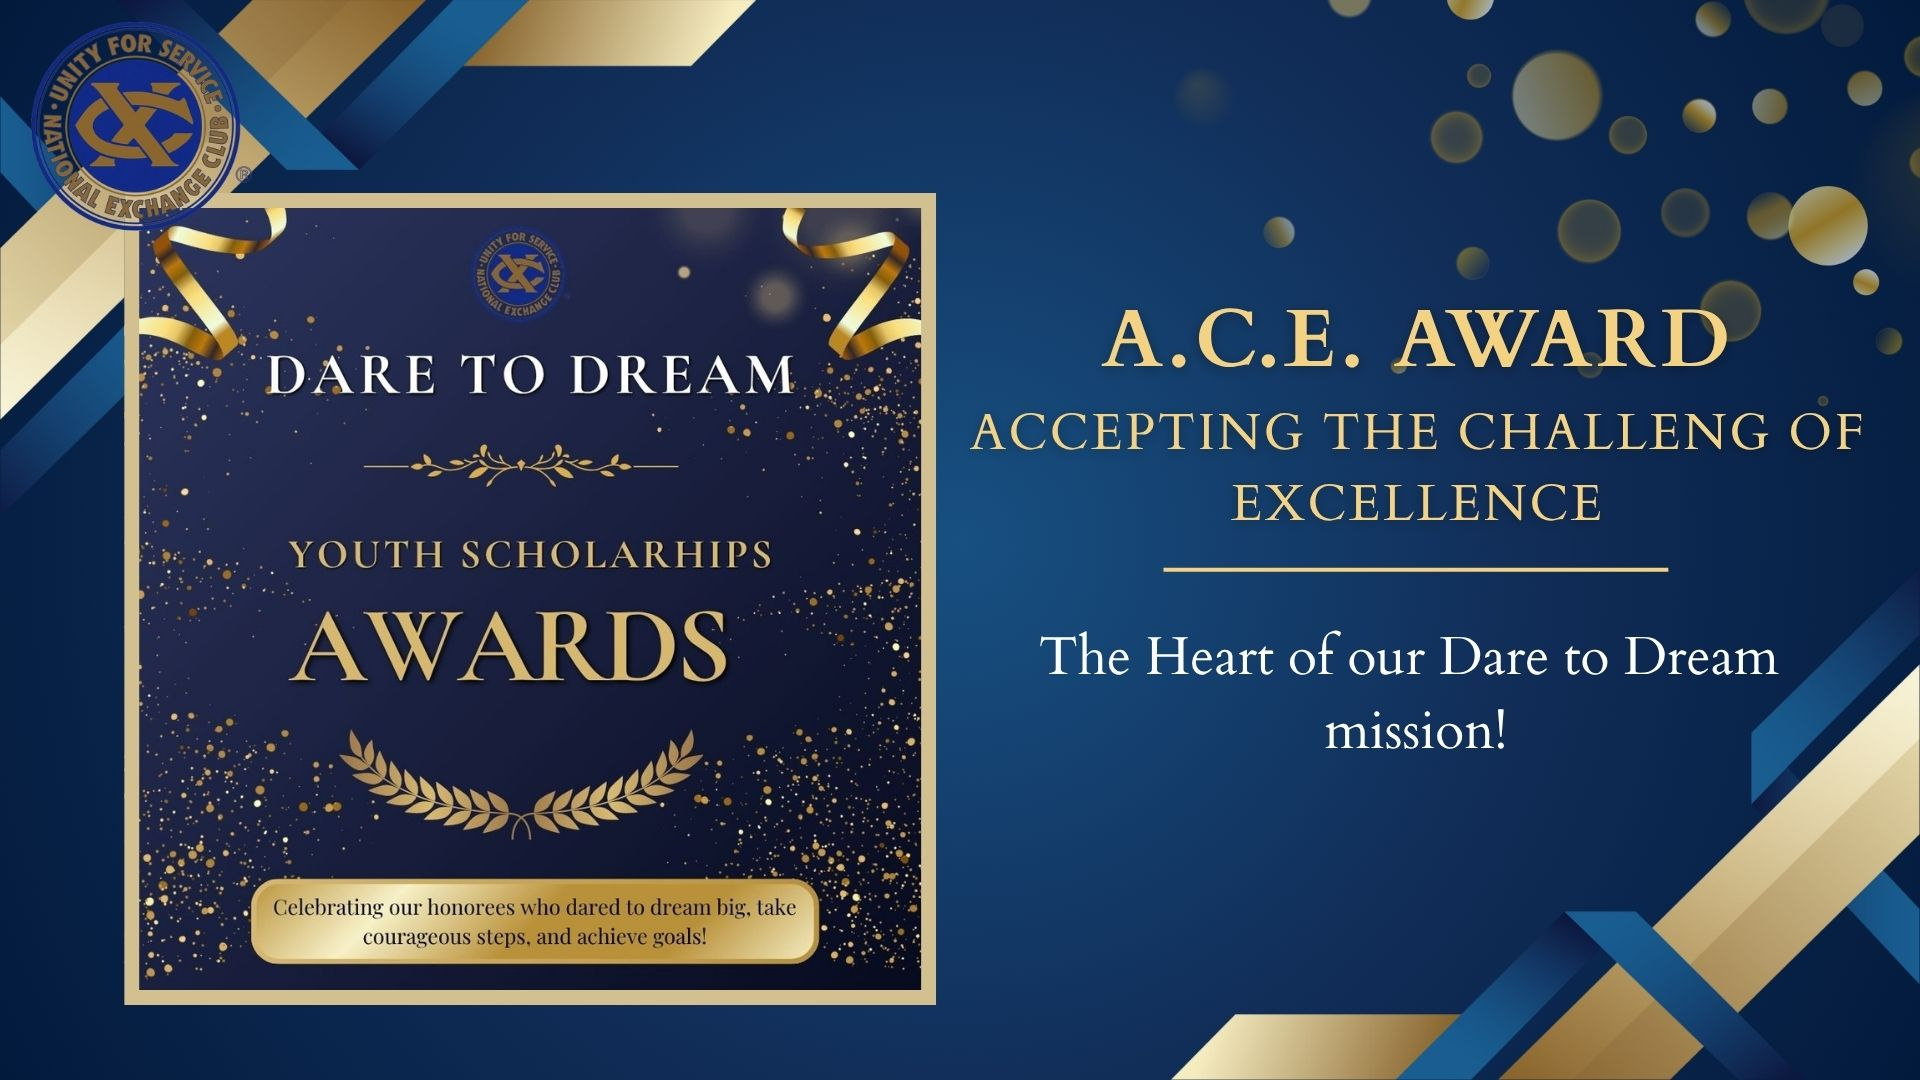 UNITY FOR SERVICE
NATIONAL EXCHANGE CLUB
XC
®
UNITY FOR SERVICE
NATIONAL EXCHANGE CLUB
XC
DARE TO DREAM
YOUTH SCHOLARHIPS
AWARDS
Celebrating our honorees who dared to dream big, take
courageous steps, and achieve goals!
A.C.E. AWARD
ACCEPTING THE CHALLENG OF
EXCELLENCE
The Heart of our Dare to Dream
mission!